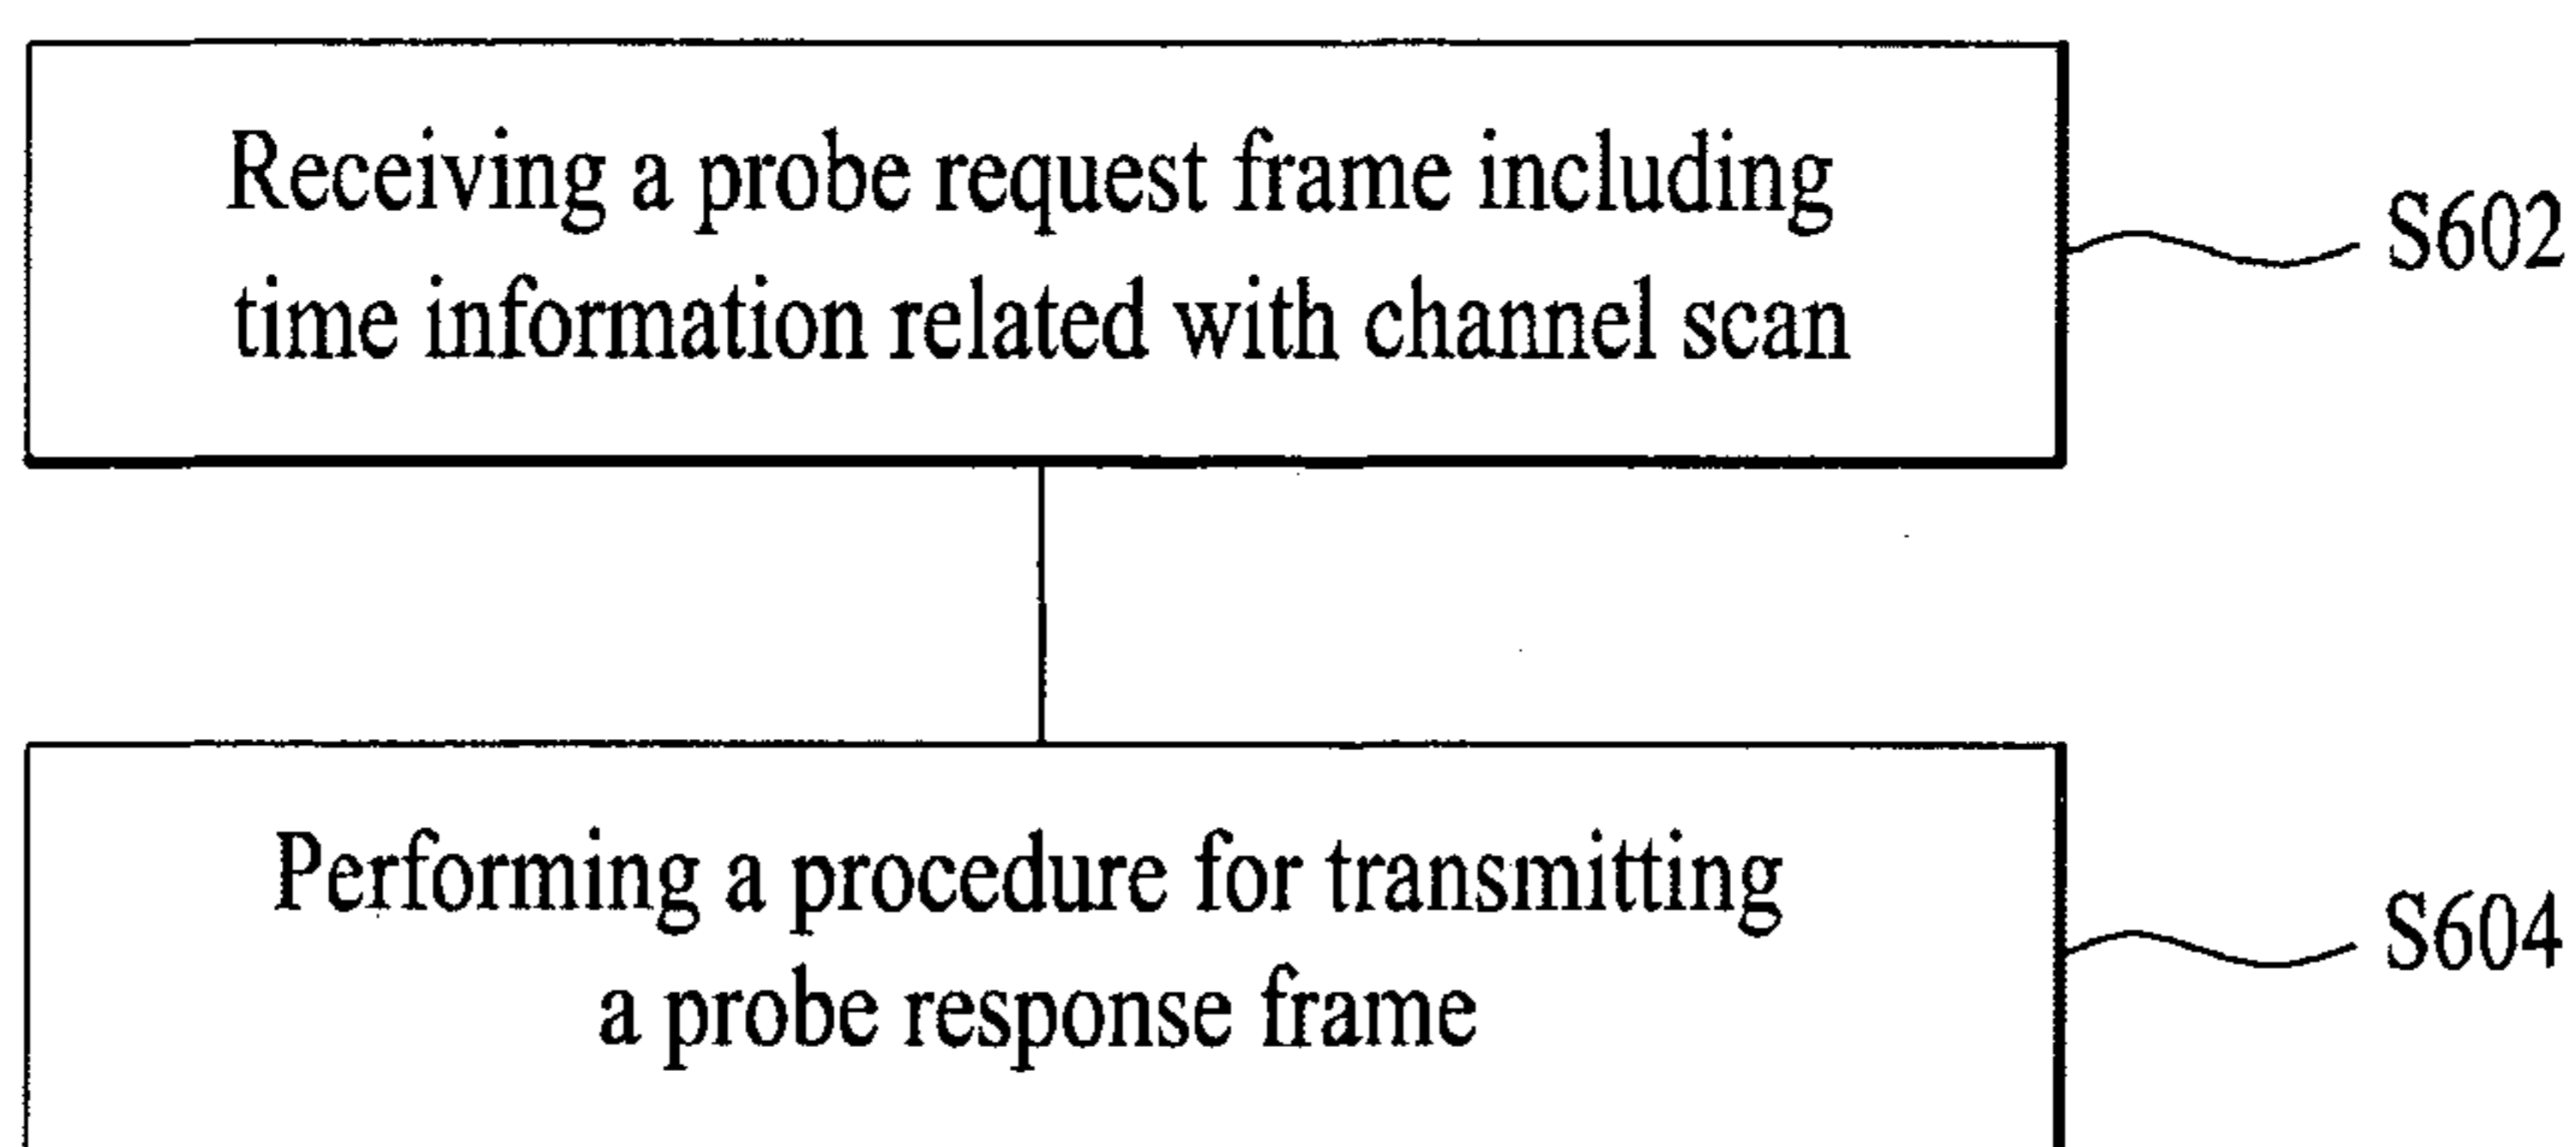 Receiving a probe request frame including
time information related with channel scan
S602
Performing a procedure for transmitting
a probe response frame
S604